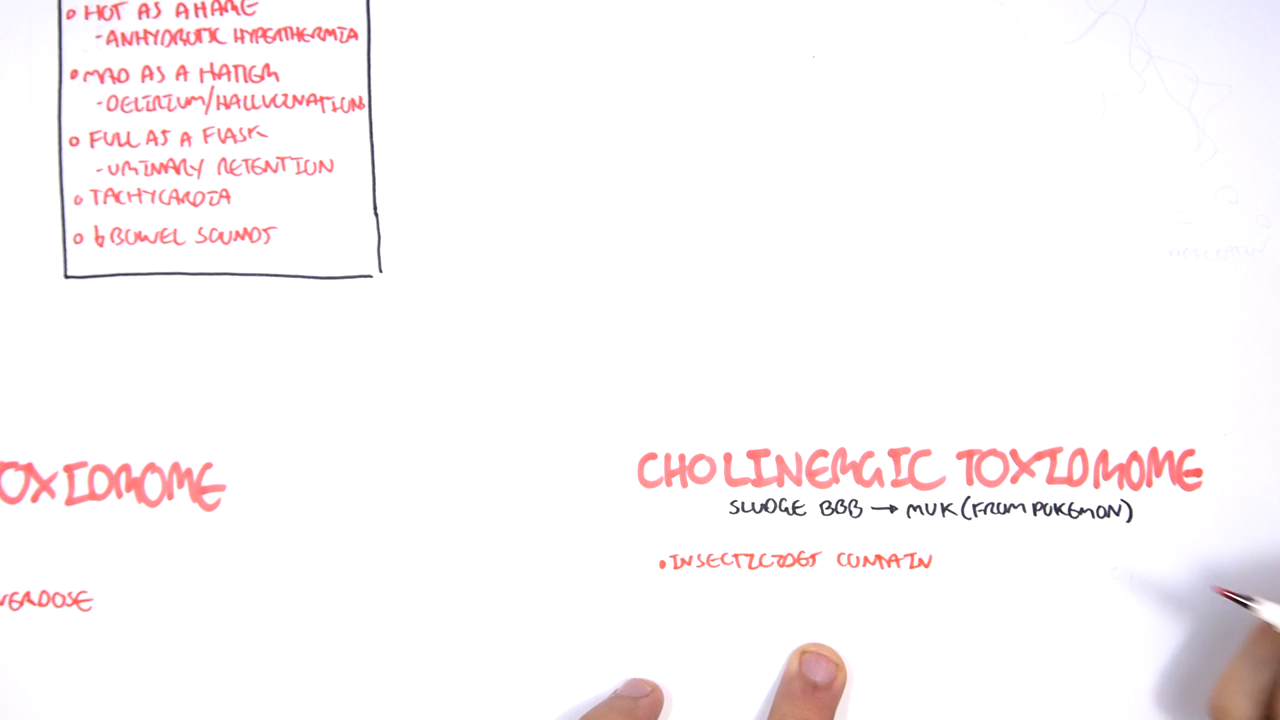 • HOT AS A HARE
- ANHYDROTIC HYPERTHERMIA
• MAD AS A HATTER
- DELIRIUM/HALLUCINATIONS
• FULL AS A FLASK
- URINARY RETENTION
• TACHYCARDIA
• ↓ BOWEL SOUNDS
OXIDROME
VERDOSE
CHOLINERGIC TOXIDROME
SLUDGE BBB → MUK (FROM POKEMON)
• INSECTICIDES CONTAIN